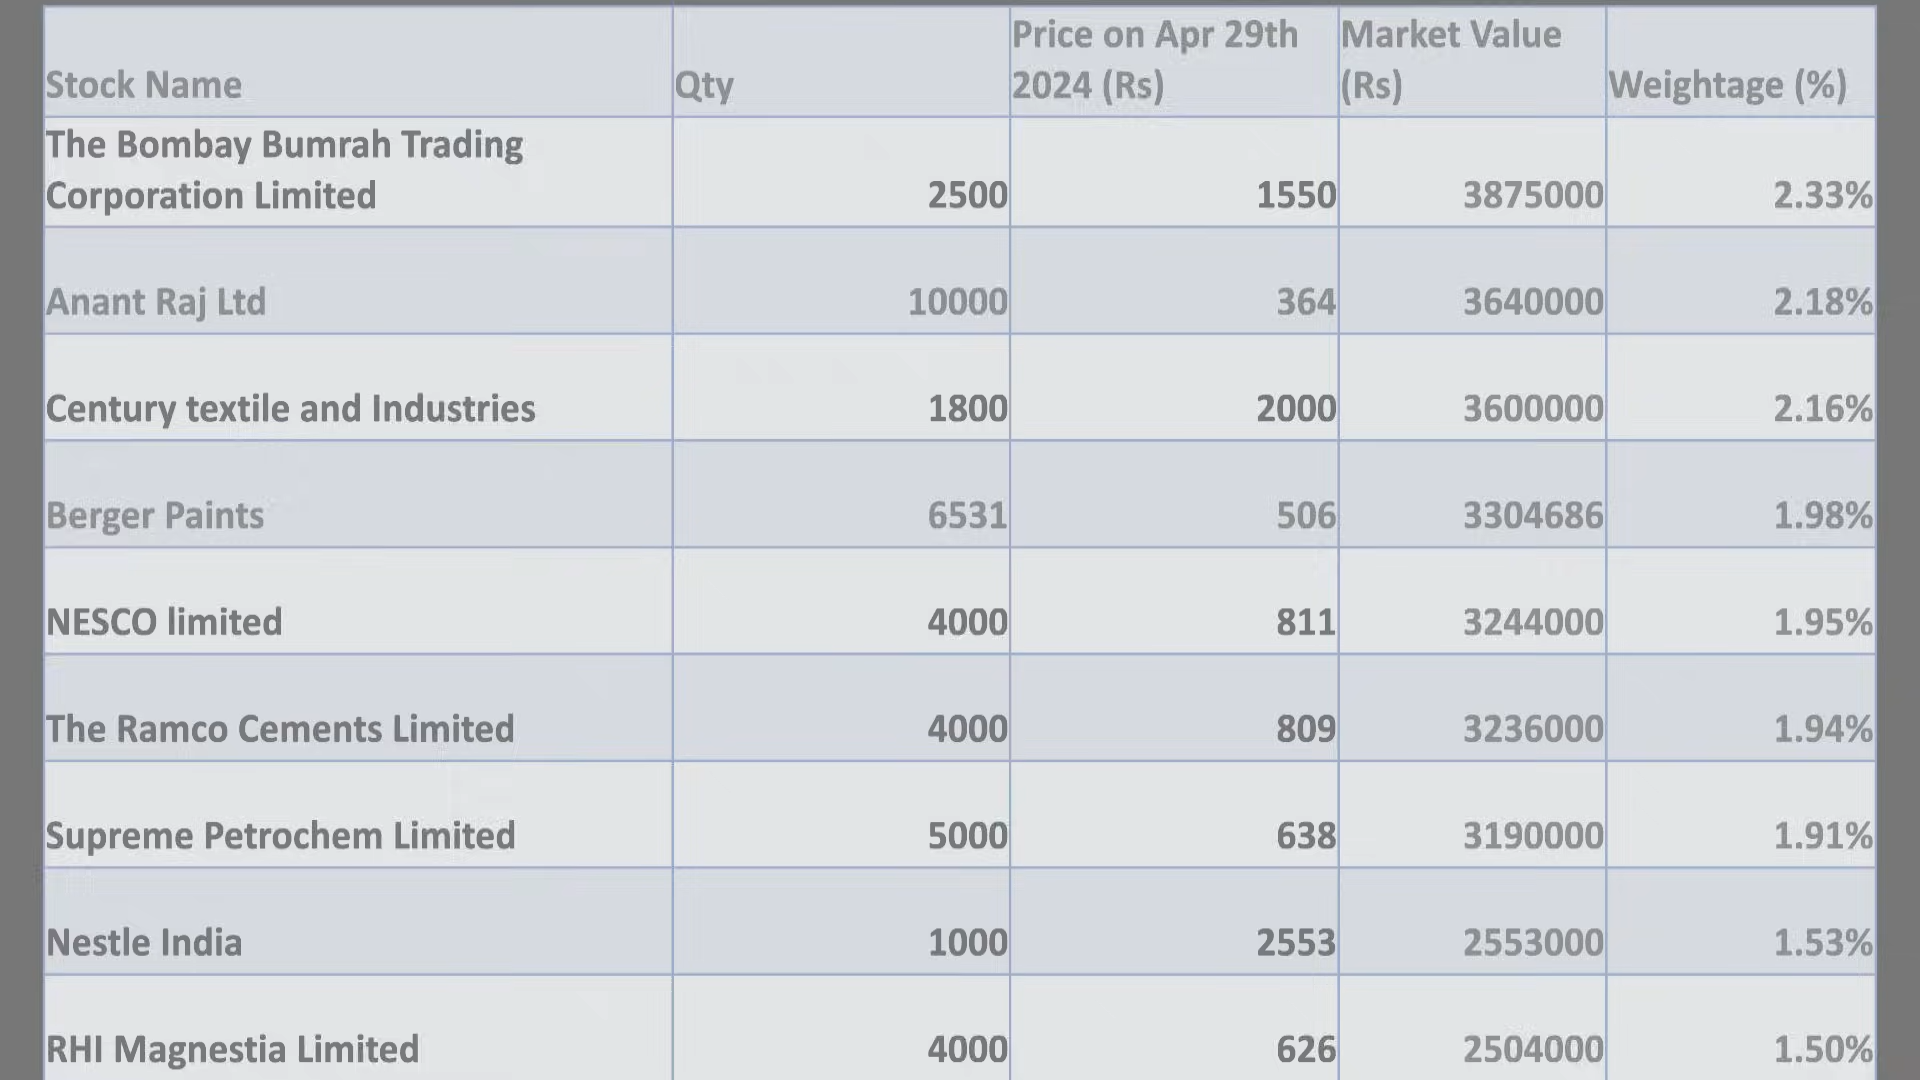 Stock Name Qty Price on Apr 29th 2024 (Rs) Market Value (Rs) Weightage (%)
The Bombay Bumrah Trading Corporation Limited 2500 1550 3875000 2.33%
Anant Raj Ltd 10000 364 3640000 2.18%
Century textile and Industries 1800 2000 3600000 2.16%
Berger Paints 6531 506 3304686 1.98%
NESCO limited 4000 811 3244000 1.95%
The Ramco Cements Limited 4000 809 3236000 1.94%
Supreme Petrochem Limited 5000 638 3190000 1.91%
Nestle India 1000 2553 2553000 1.53%
RHI Magnestia Limited 4000 626 2504000 1.50%